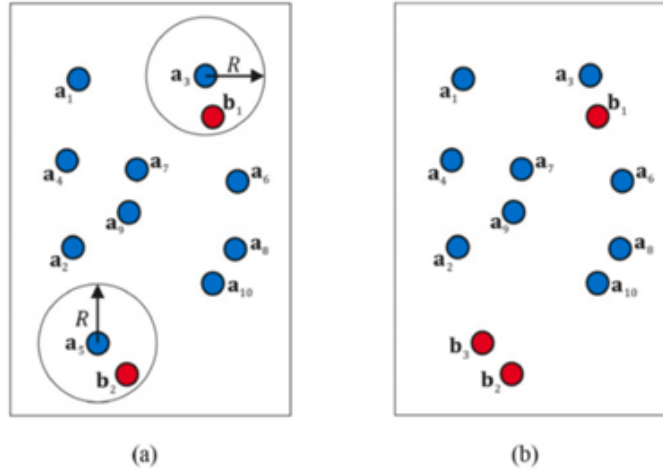 a₃ R
a₁
b₁
a₄ a₇ a₆
a₉
a₂ a₈
a₁₀
R
a₅
b₂
(a)
a₃
a₁
b₁
a₄ a₇ a₆
a₉
a₂ a₈
a₁₀
b₃
b₂
(b)